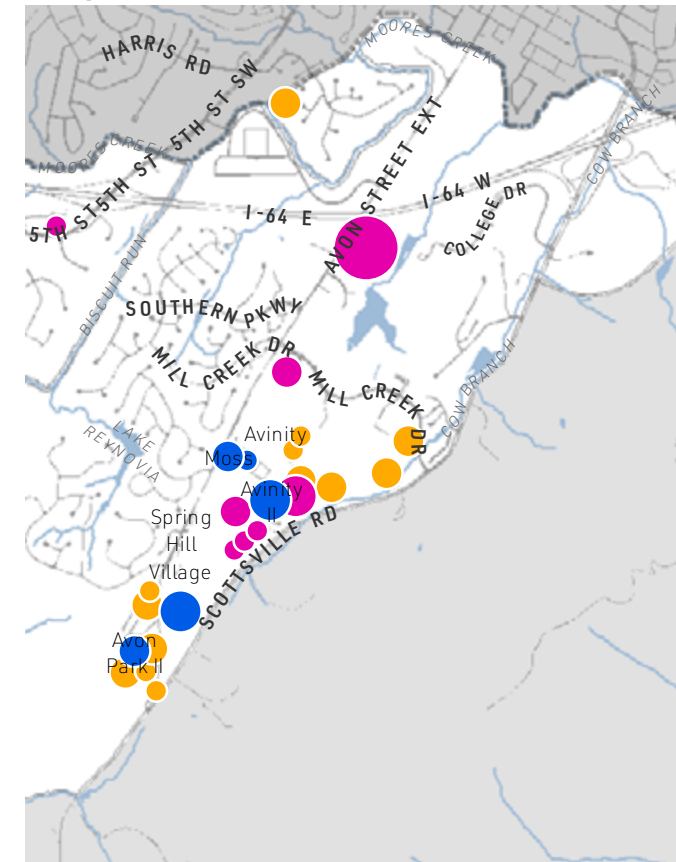 MOORES CREEK
HARRIS RD
5TH ST SW
MOORES CREEK
5TH ST
5TH ST
COW BRANCH
AVON STREET EXT
I-64 W
I-64 E
COLLEGE DR
BISCUIT RUN
SOUTHERN PKWY
MILL CREEK DR
MILL CREEK DR
COW BRANCH
LAKE
REYNOVIA
Avinity
Moss
Avinity
II
Spring
Hill
Village
SCOTTSVILLE RD
Avon
Park II